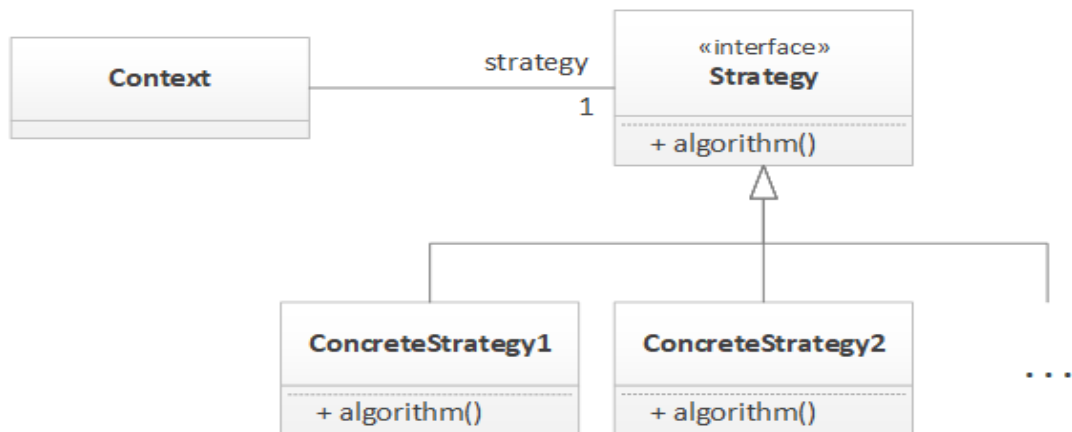 Context
strategy
1
«interface»
Strategy
+ algorithm()
ConcreteStrategy1
+ algorithm()
ConcreteStrategy2
+ algorithm()
...